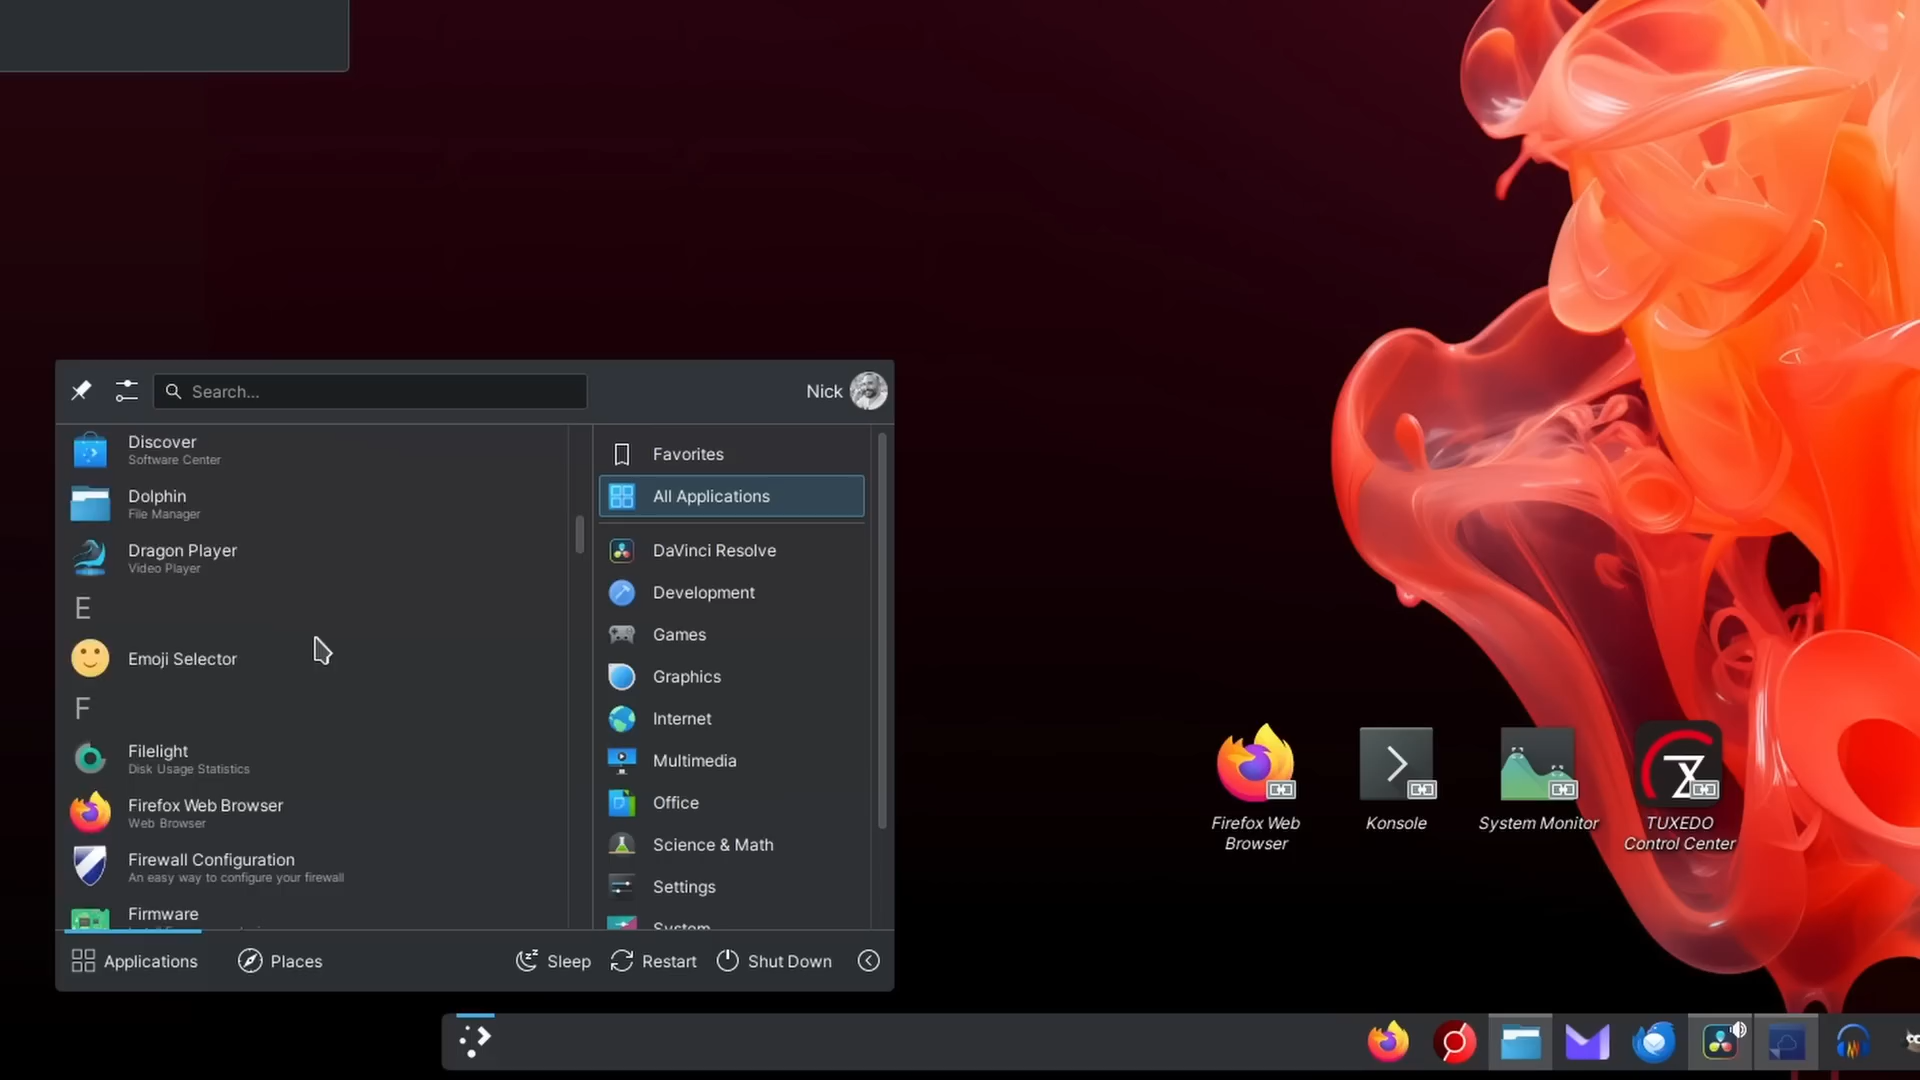 Search...
Nick
Discover
Software Center
Dolphin
File Manager
Dragon Player
Video Player
E
Emoji Selector
F
Filelight
Disk Usage Statistics
Firefox Web Browser
Web Browser
Firewall Configuration
An easy way to configure your firewall
Firmware
Favorites
All Applications
DaVinci Resolve
Development
Games
Graphics
Internet
Multimedia
Office
Science & Math
Settings
System
Applications
Places
Sleep
Restart
Shut Down
Firefox Web
Browser
Konsole
System Monitor
TUXEDO
Control Center